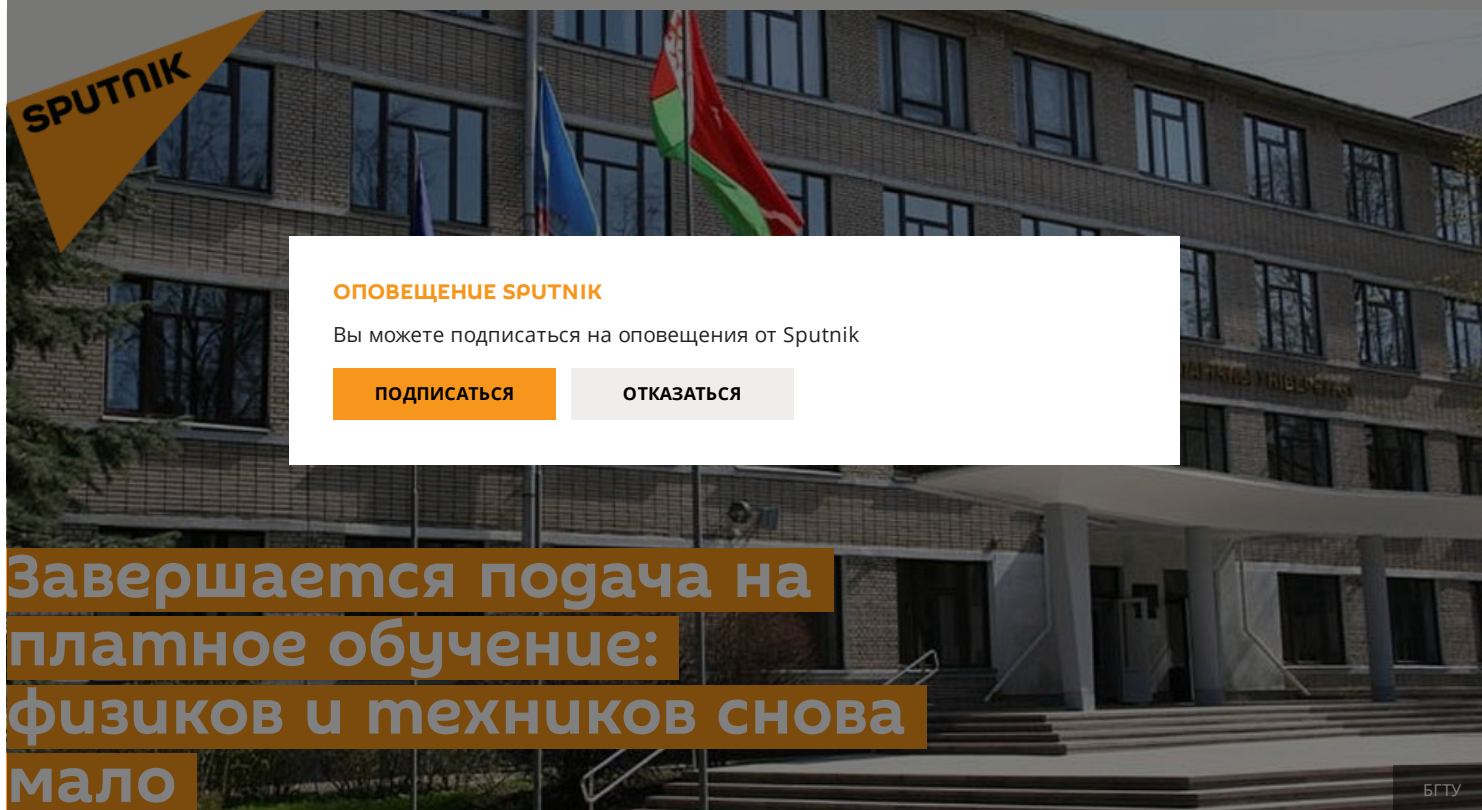 SPUTNIK
ОПОВЕЩЕНИЕ SPUTNIK
Вы можете подписаться на оповещения от Sputnik
ПОДПИСАТЬСЯ
ОТКАЗАТЬСЯ
Завершается подача на
платное обучение:
физиков и техников снова
мало
БГТУ